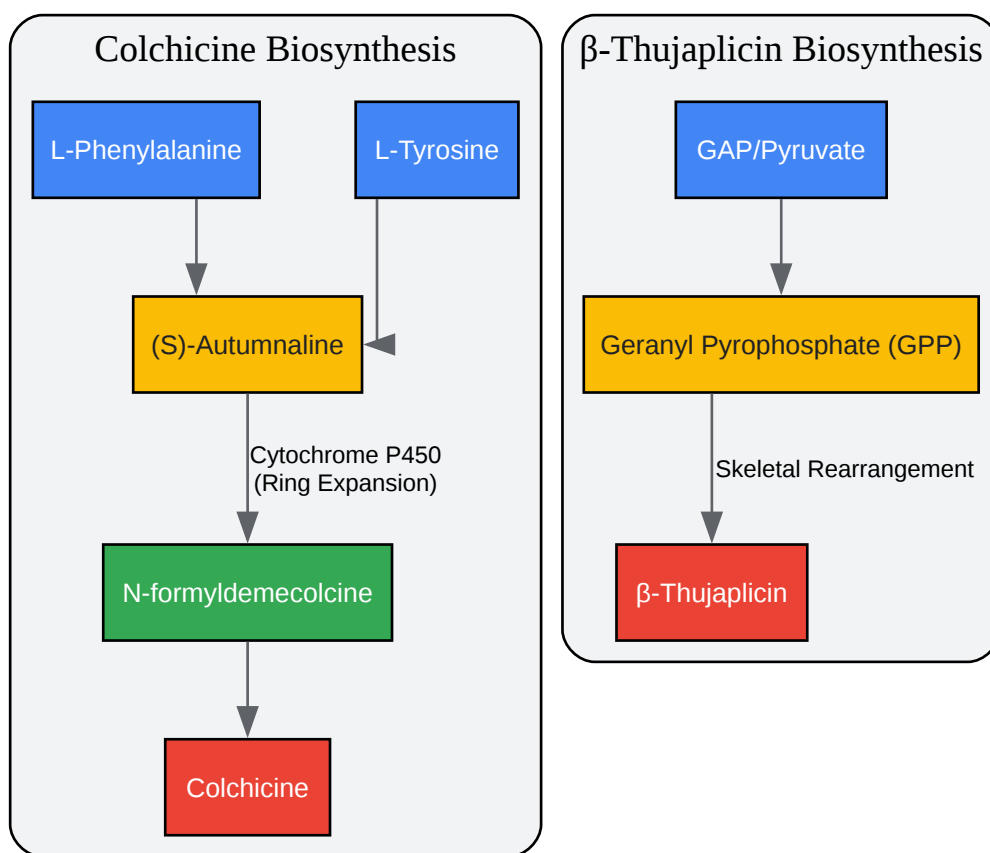 Colchicine Biosynthesis
L-Phenylalanine
L-Tyrosine
(S)-Autumnaline
Cytochrome P450
(Ring Expansion)
N-formyldemecolcine
Colchicine
β-Thujaplicin Biosynthesis
GAP/Pyruvate
Geranyl Pyrophosphate (GPP)
Skeletal Rearrangement
β-Thujaplicin